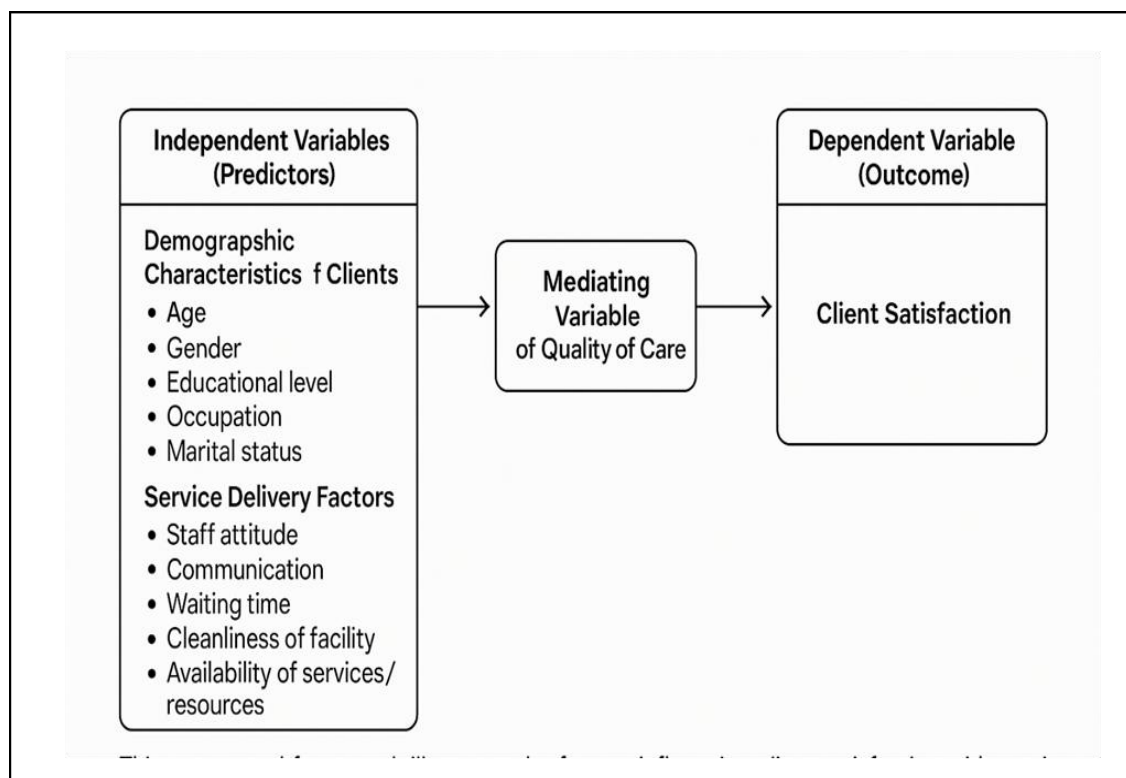 Independent Variables
(Predictors)
Demograpshic
Characteristics f Clients
• Age
• Gender
• Educational level
• Occupation
• Marital status
Service Delivery Factors
• Staff attitude
• Communication
• Waiting time
• Cleanliness of facility
• Availability of services/
resources
Mediating
Variable
of Quality of Care
Dependent Variable
(Outcome)
Client Satisfaction